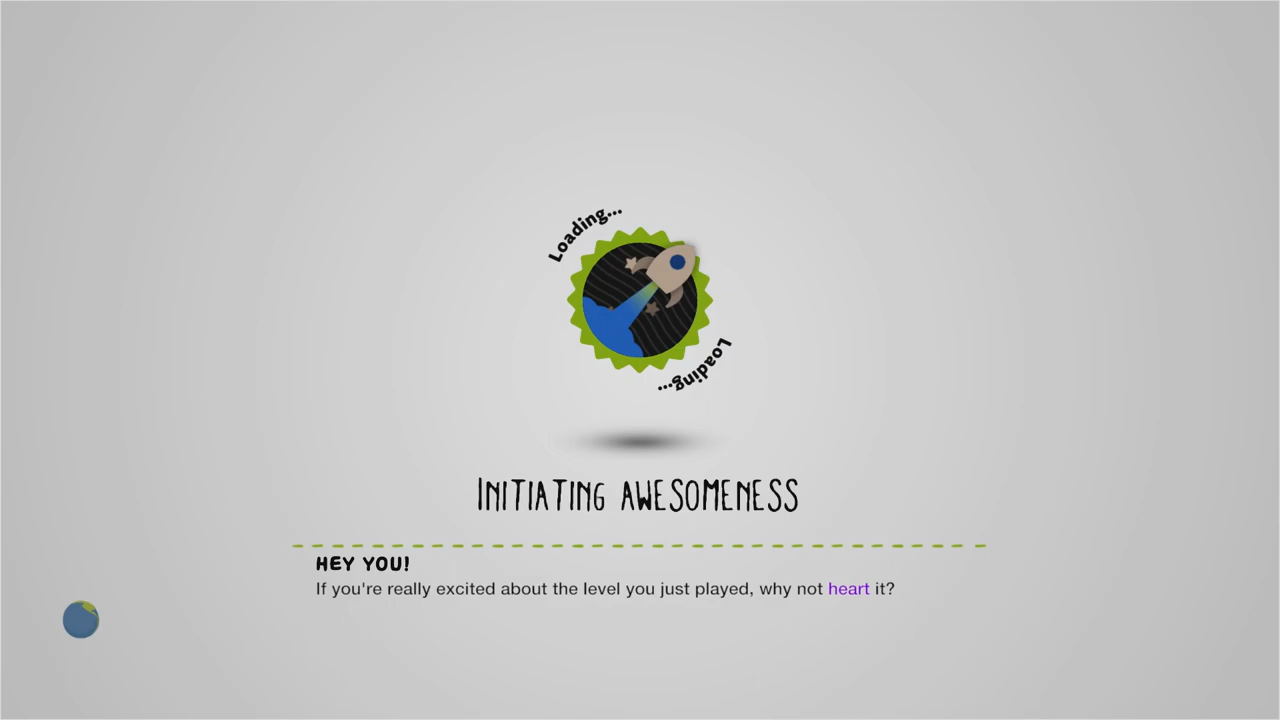 Loading...
Loading...
INITIATING AWESOMENESS
HEY YOU!
If you're really excited about the level you just played, why not heart it?